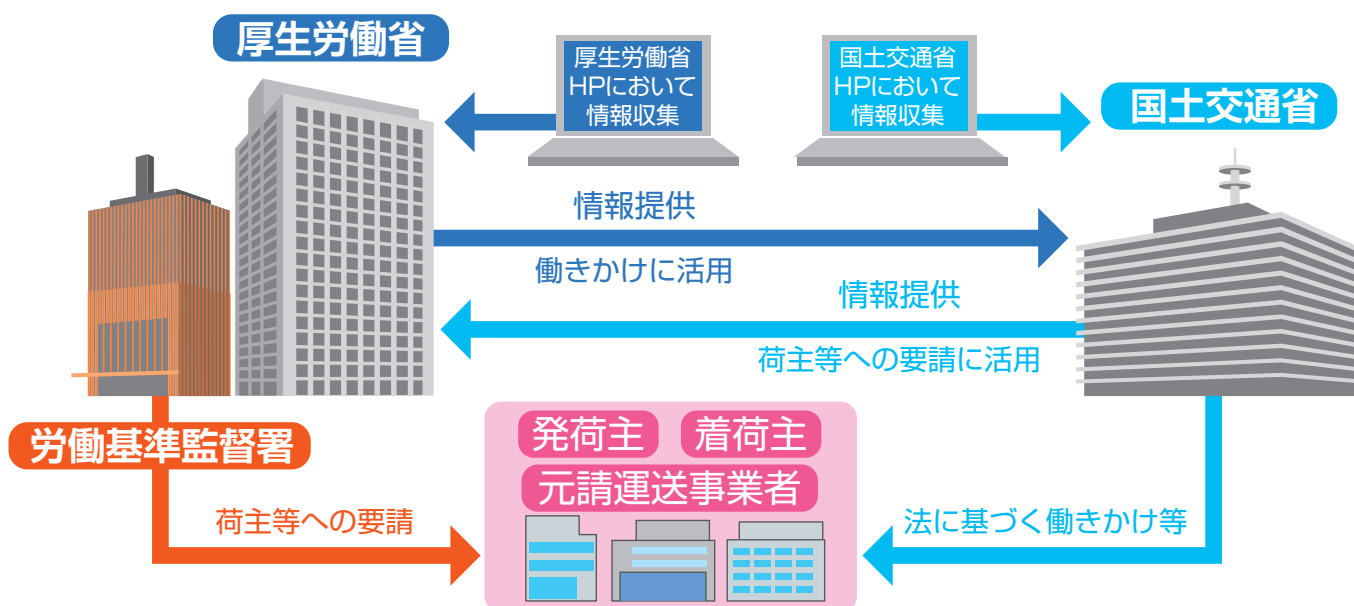 厚生労働省
厚生労働省
HPにおいて
情報収集
国土交通省
HPにおいて
情報収集
国土交通省
情報提供
働きかけに活用
情報提供
荷主等への要請に活用
労働基準監督署
発荷主
着荷主
元請運送事業者
荷主等への要請
法に基づく働きかけ等